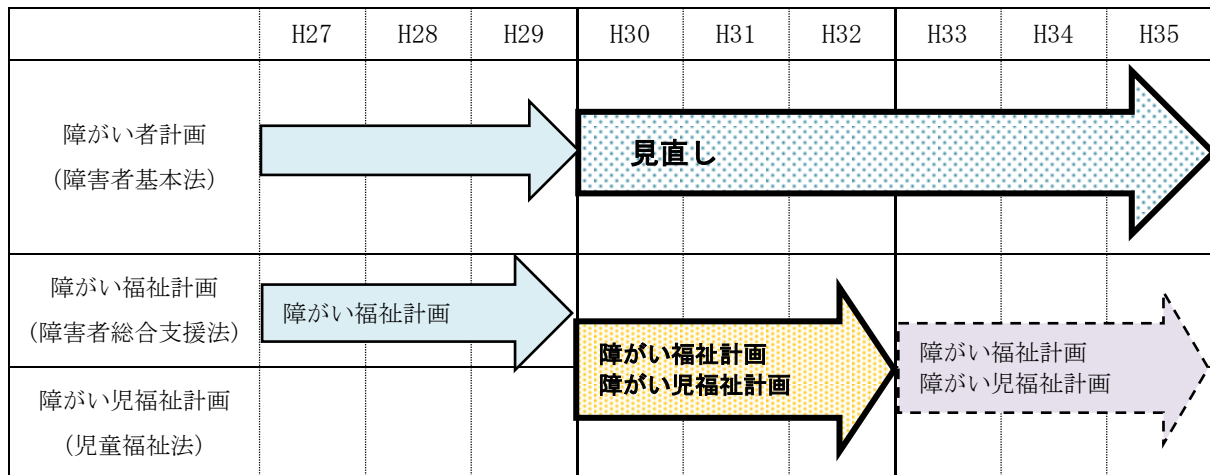 H27 H28 H29 H30 H31 H32 H33 H34 H35
障がい者計画
(障害者基本法)
見直し
障がい福祉計画
(障害者総合支援法)
障がい福祉計画
障がい福祉計画
障がい児福祉計画
障がい福祉計画
障がい児福祉計画
障がい児福祉計画
(児童福祉法)